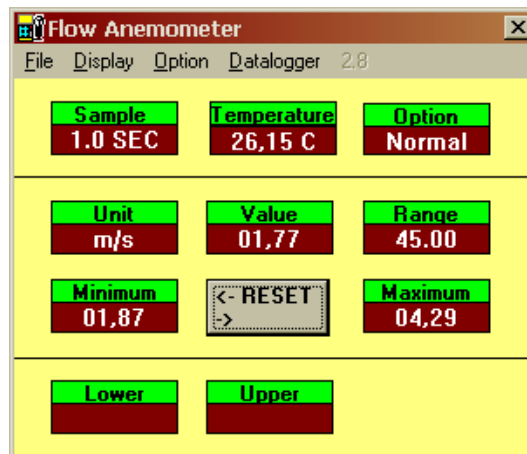 Flow Anemometer
File Display Option Datalogger 2.8
Sample Temperature Option
1.0 SEC 26,15 C Normal
Unit Value Range
m/s 01,77 45.00
Minimum <- RESET Maximum
01,87 -> 04,29
Lower Upper